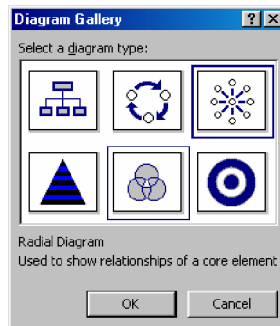 Diagram Gallery
Select a diagram type:
Radial Diagram
Used to show relationships of a core element
OK
Cancel